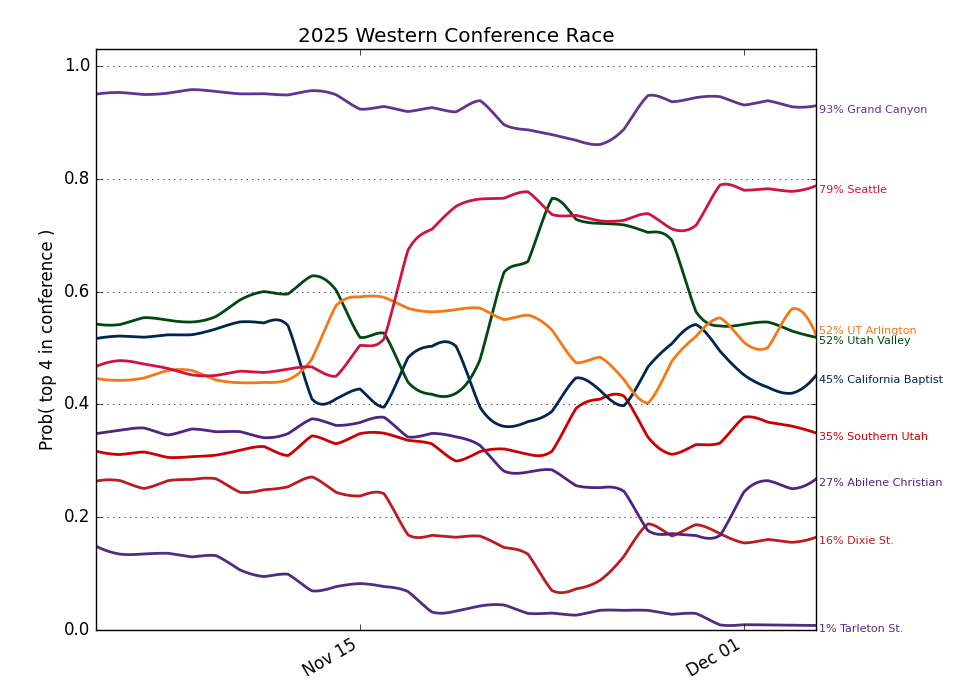 2025 Western Conference Race
Prob( top 4 in conference )
1.0
0.8
0.6
0.4
0.2
0.0
Nov 15
Dec 01
93% Grand Canyon
79% Seattle
52% UT Arlington
52% Utah Valley
45% California Baptist
35% Southern Utah
27% Abilene Christian
16% Dixie St.
1% Tarleton St.